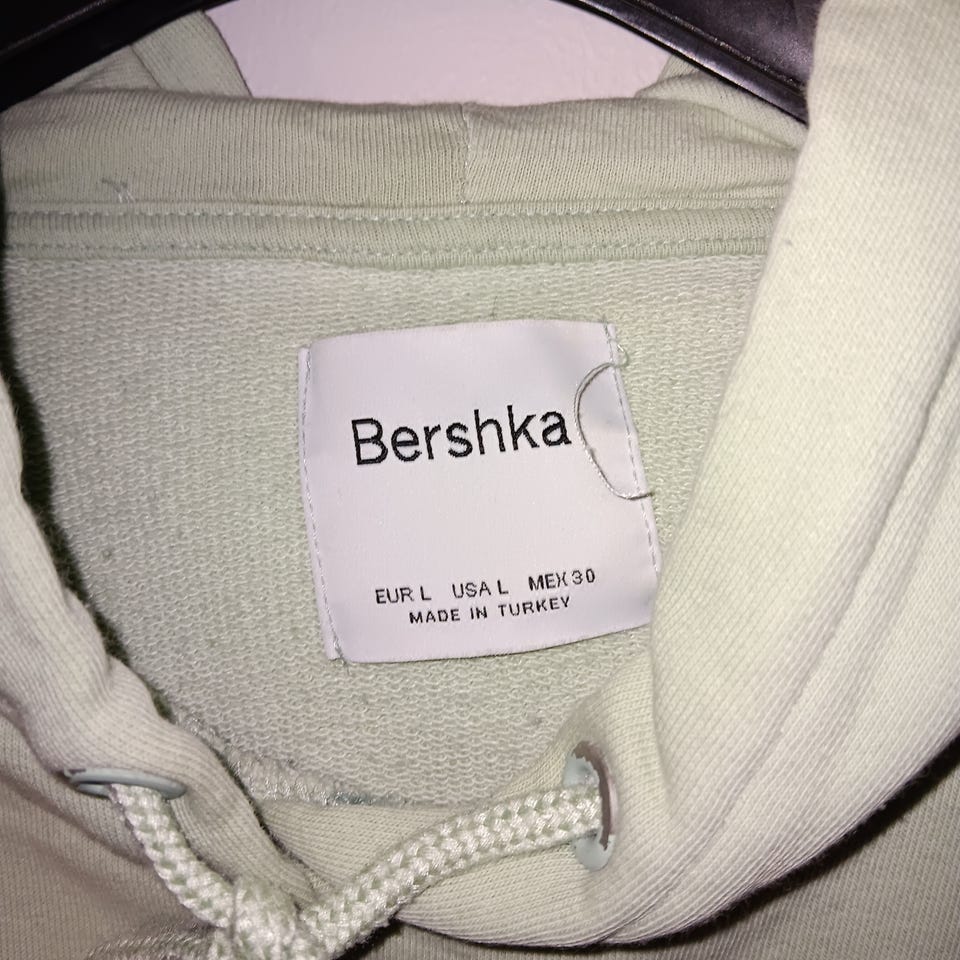 Bershka
EUR L USA L MEX 30
MADE IN TURKEY